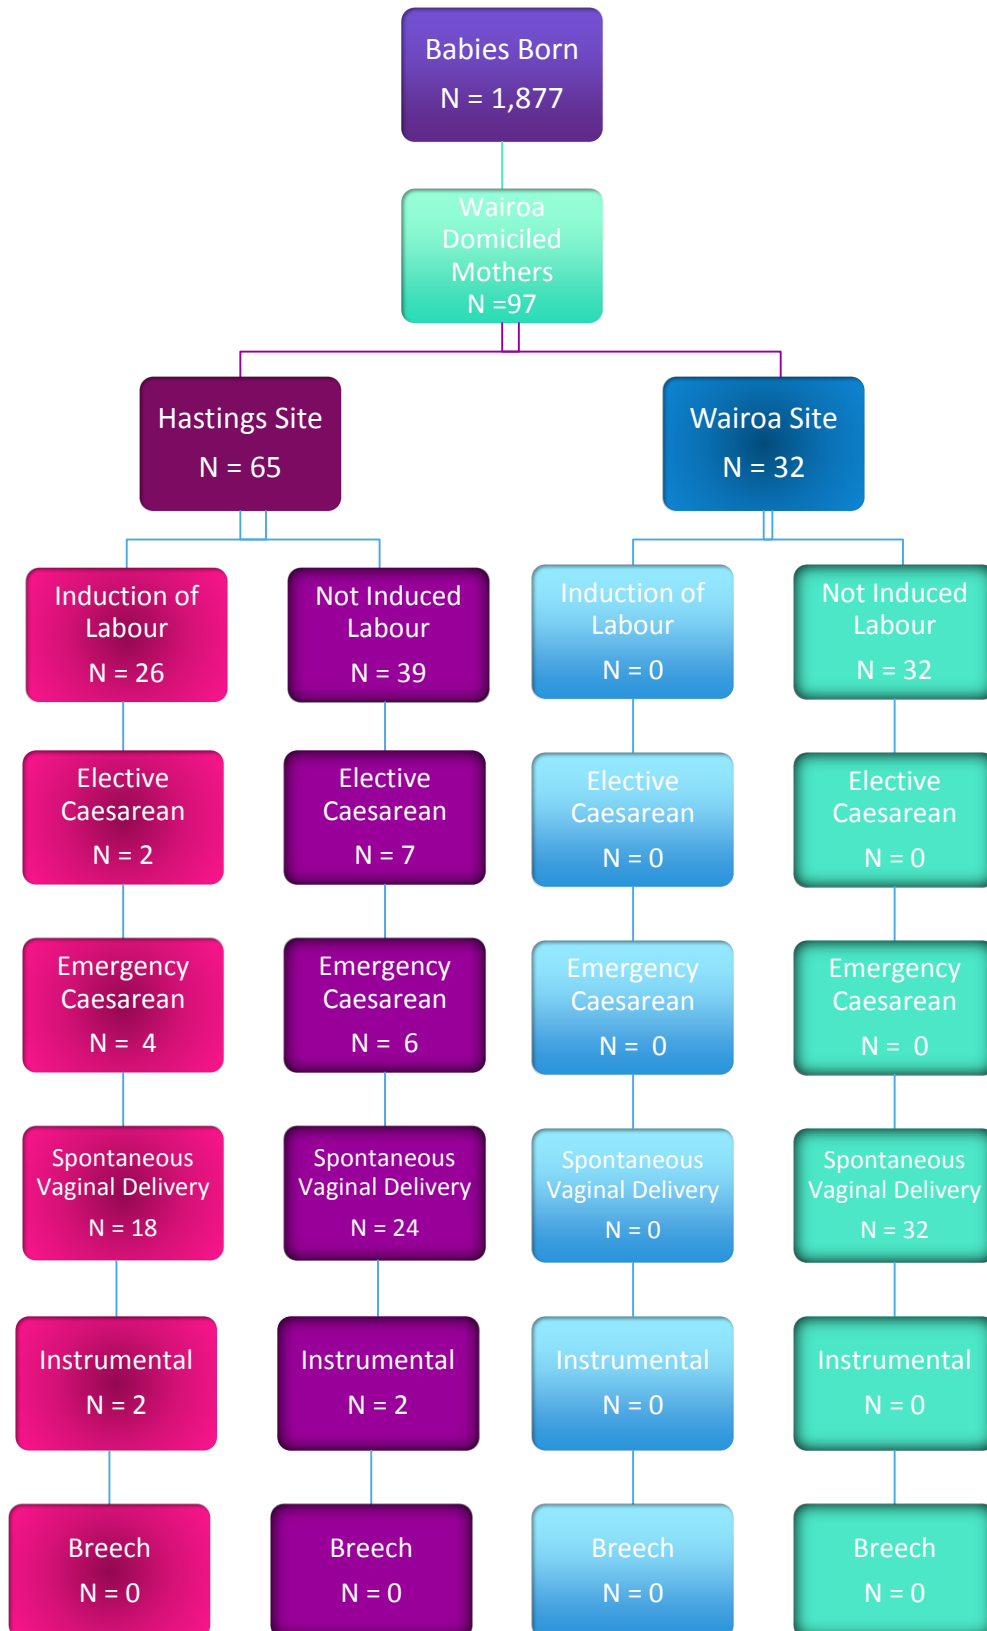 Babies Born
N = 1,877
Wairoa
Domiciled
Mothers
N =97
Hastings Site
N = 65
Wairoa Site
N = 32
Induction of
Labour
N = 26
Not Induced
Labour
N = 39
Induction of
Labour
N = 0
Not Induced
Labour
N = 32
Elective
Caesarean
N = 2
Elective
Caesarean
N = 7
Elective
Caesarean
N = 0
Elective
Caesarean
N = 0
Emergency
Caesarean
N =  4
Emergency
Caesarean
N =  6
Emergency
Caesarean
N =  0
Emergency
Caesarean
N =  0
Spontaneous
Vaginal Delivery
N = 18
Spontaneous
Vaginal Delivery
N = 24
Spontaneous
Vaginal Delivery
N = 0
Spontaneous
Vaginal Delivery
N = 32
Instrumental
N = 2
Instrumental
N = 2
Instrumental
N = 0
Instrumental
N = 0
Breech
N = 0
Breech
N = 0
Breech
N = 0
Breech
N = 0